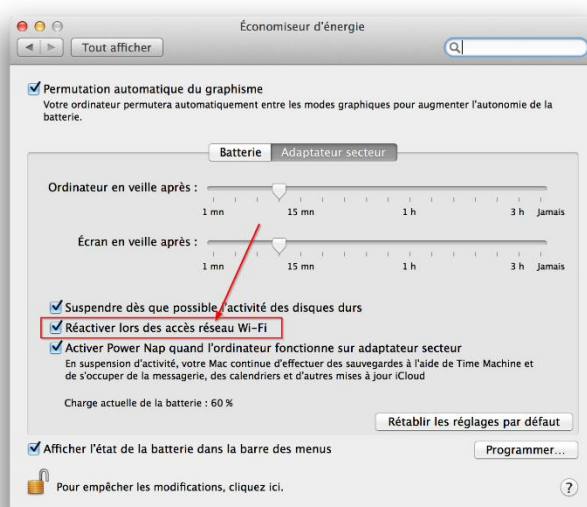 Économiseur d'énergie
Tout afficher
Permutation automatique du graphisme
Votre ordinateur permutera automatiquement entre les modes graphiques pour augmenter l'autonomie de la
batterie.
Batterie Adaptateur secteur
Ordinateur en veille après :
1 mn 15 mn 1 h 3 h Jamais
Écran en veille après :
1 mn 15 mn 1 h 3 h Jamais
Suspendre dès que possible l'activité des disques durs
Réactiver lors des accès réseau Wi-Fi
Activer Power Nap quand l'ordinateur fonctionne sur adaptateur secteur
En suspension d'activité, votre Mac continue d'effectuer des sauvegardes à l'aide de Time Machine et
de s'occuper de la messagerie, des calendriers et d'autres mises à jour iCloud
Charge actuelle de la batterie : 60 %
Rétablir les réglages par défaut
Afficher l'état de la batterie dans la barre des menus
Programmer...
Pour empêcher les modifications, cliquez ici.
?